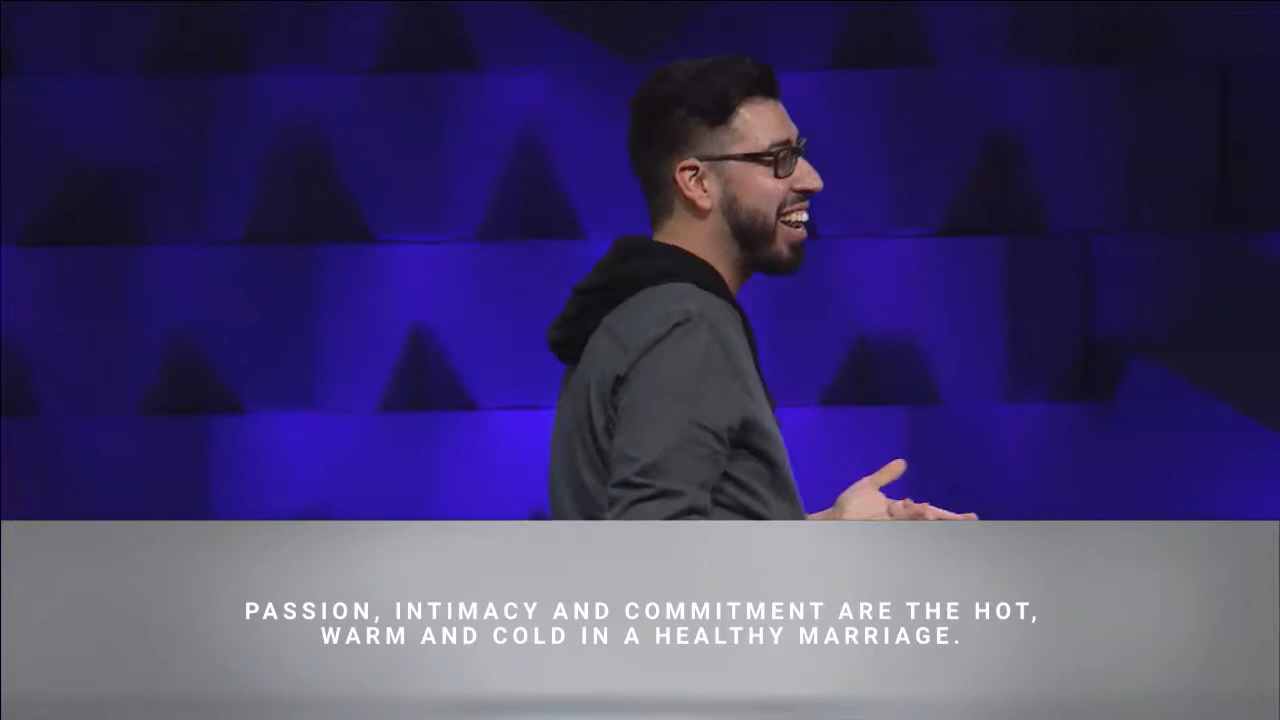 PASSION, INTIMACY AND COMMITMENT ARE THE HOT,
WARM AND COLD IN A HEALTHY MARRIAGE.